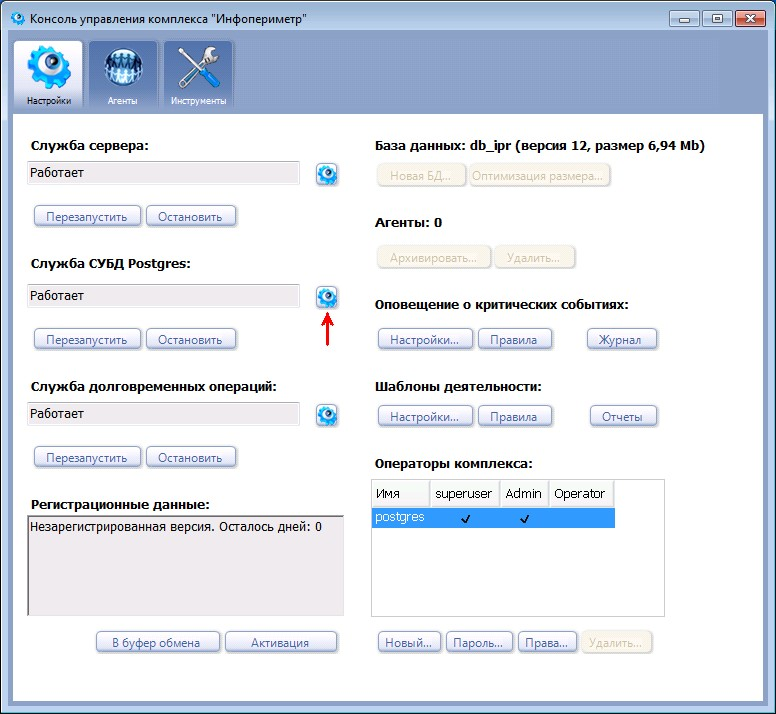 Консоль управления комплекса "Инфопериметр"
Настройки
Агенты
Инструменты
Служба сервера:
Работает
Перезапустить
Остановить
Служба СУБД Postgres:
Работает
Перезапустить
Остановить
Служба долговременных операций:
Работает
Перезапустить
Остановить
Регистрационные данные:
Незарегистрированная версия. Осталось дней: 0
В буфер обмена
Активация
База данных: db_ipr (версия 12, размер 6,94 Mb)
Новая БД...
Оптимизация размера...
Агенты: 0
Архивировать...
Удалить...
Оповещение о критических событиях:
Настройки...
Правила
Журнал
Шаблоны деятельности:
Настройки...
Правила
Отчеты
Операторы комплекса:
Имя superuser Admin Operator
postgres ✓ ✓
Новый...
Пароль...
Права...
Удалить...